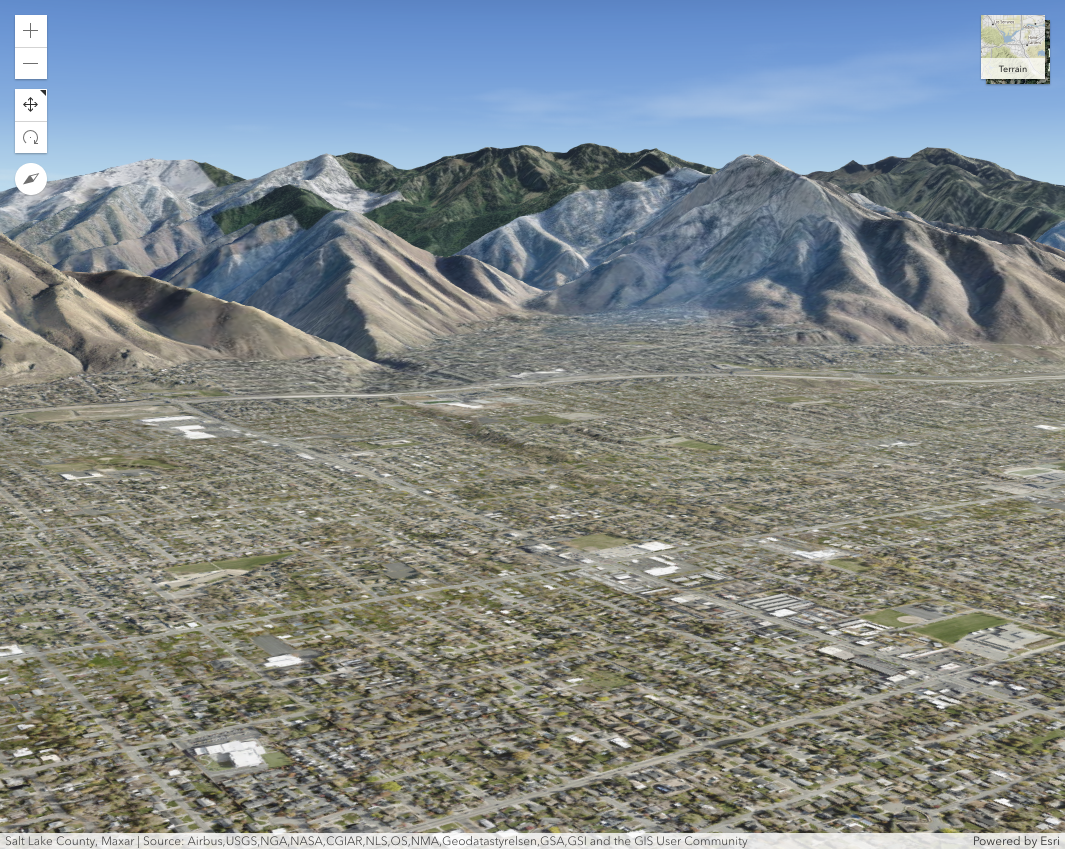 Terrain
Salt Lake County, Maxar | Source: Airbus,USGS,NGA,NASA,CGIAR,NLS,OS,NMA,Geodatastyrelsen,GSA,GSI and the GIS User Community
Powered by Esri